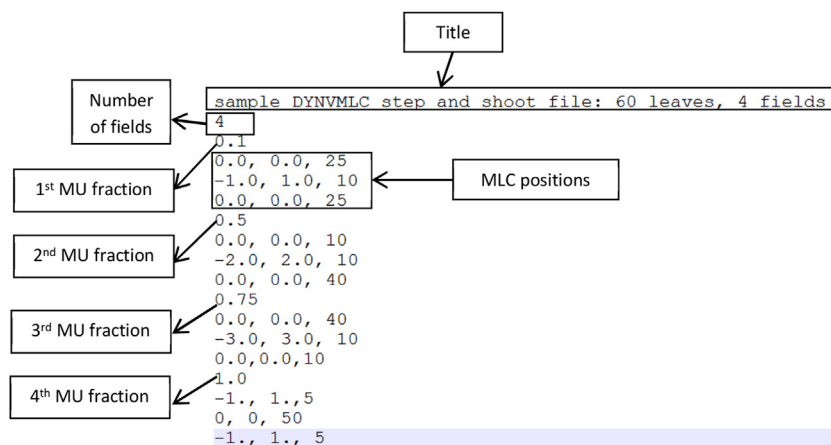 Title
Number
of fields
sample DYNVMLC step and shoot file: 60 leaves, 4 fields
4
0.1
0.0, 0.0, 25
-1.0, 1.0, 10
0.0, 0.0, 25
1st MU fraction
MLC positions
0.5
0.0, 0.0, 10
-2.0, 2.0, 10
0.0, 0.0, 40
2nd MU fraction
0.75
0.0, 0.0, 40
-3.0, 3.0, 10
0.0,0.0,10
3rd MU fraction
1.0
-1., 1.,5
0, 0, 50
-1., 1., 5
4th MU fraction